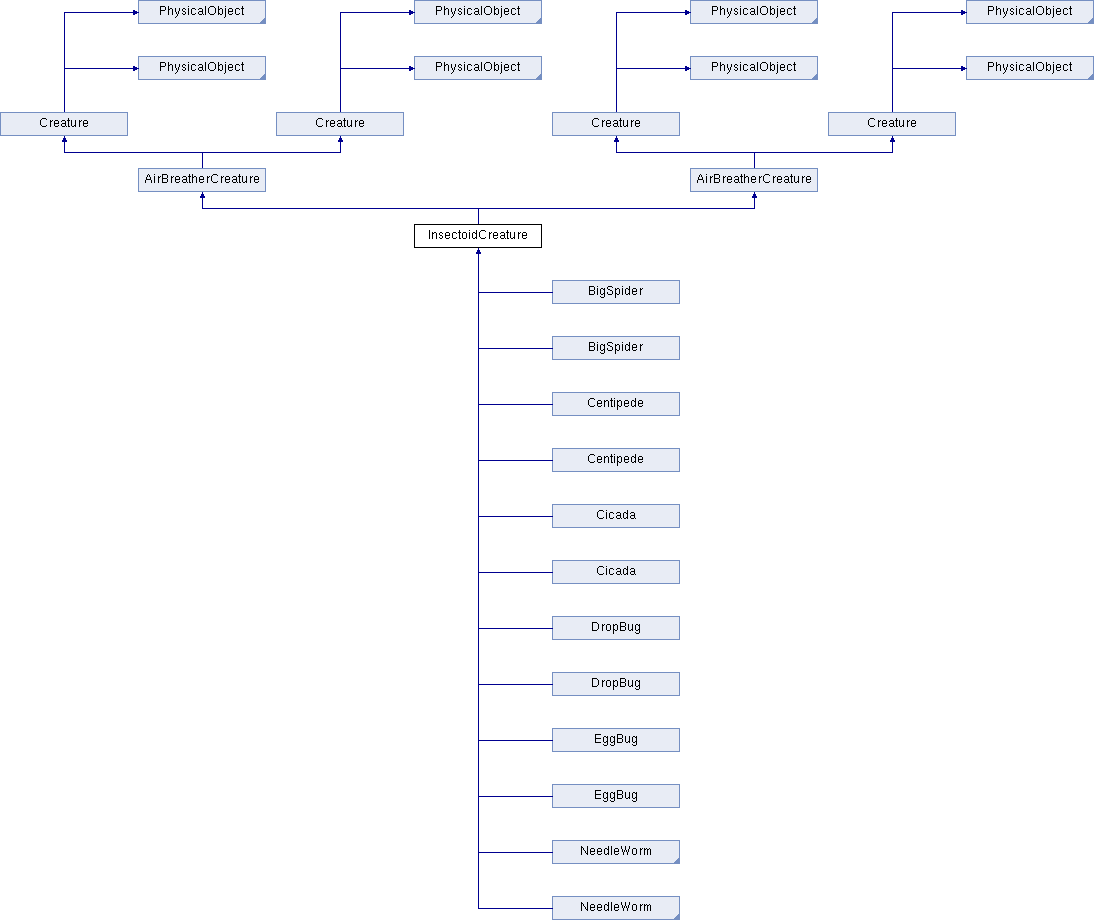 PhysicalObject PhysicalObject PhysicalObject PhysicalObject
PhysicalObject PhysicalObject PhysicalObject PhysicalObject
Creature Creature Creature Creature
AirBreatherCreature AirBreatherCreature
InsectoidCreature
BigSpider
BigSpider
Centipede
Centipede
Cicada
Cicada
DropBug
DropBug
EggBug
EggBug
NeedleWorm
NeedleWorm